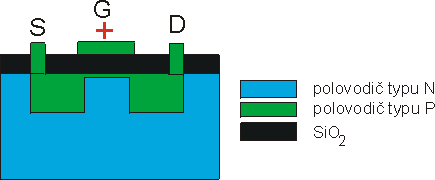 S G D
+
polovodič typu N
polovodič typu P
SiO2